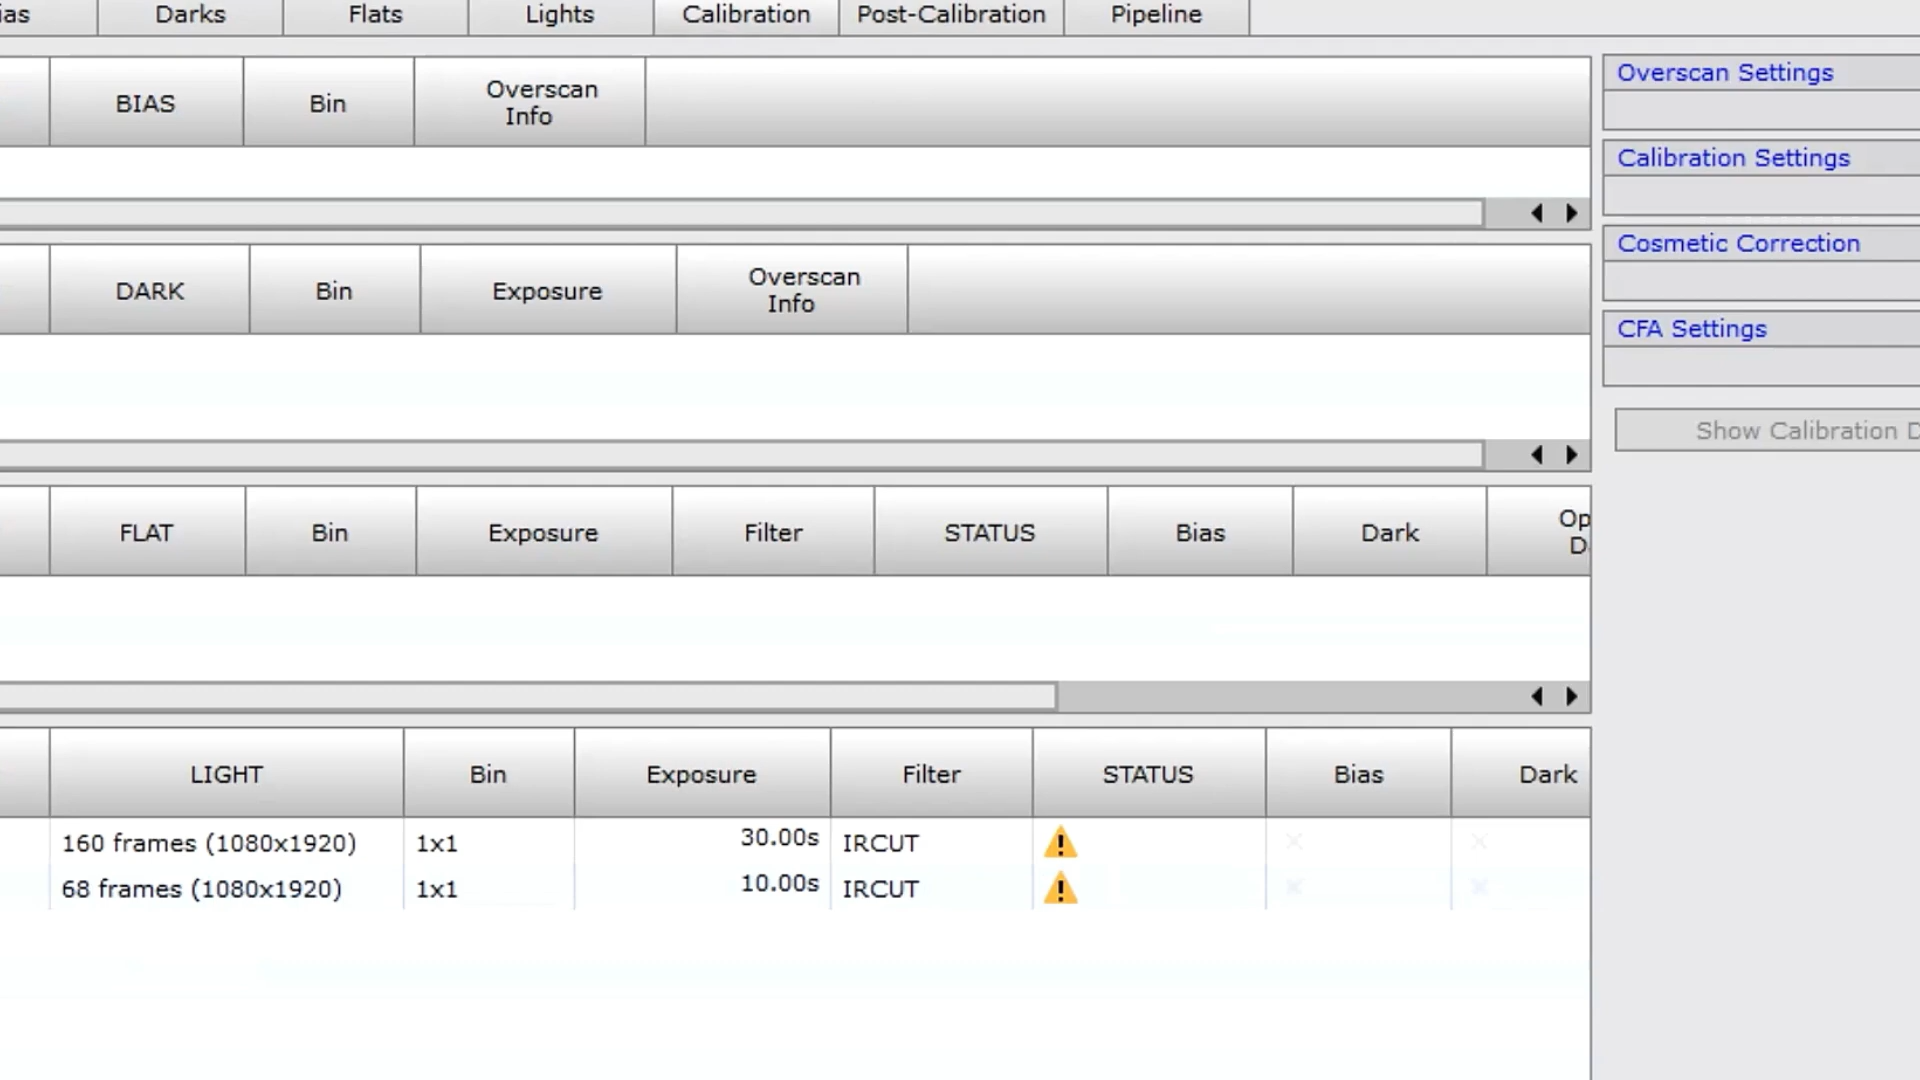 ias Darks Flats Lights Calibration Post-Calibration Pipeline
BIAS Bin Overscan Info
DARK Bin Exposure Overscan Info
FLAT Bin Exposure Filter STATUS Bias Dark Op D
LIGHT Bin Exposure Filter STATUS Bias Dark
160 frames (1080x1920) 1x1 30.00s IRCUT
68 frames (1080x1920) 1x1 10.00s IRCUT
Overscan Settings
Calibration Settings
Cosmetic Correction
CFA Settings
Show Calibration D